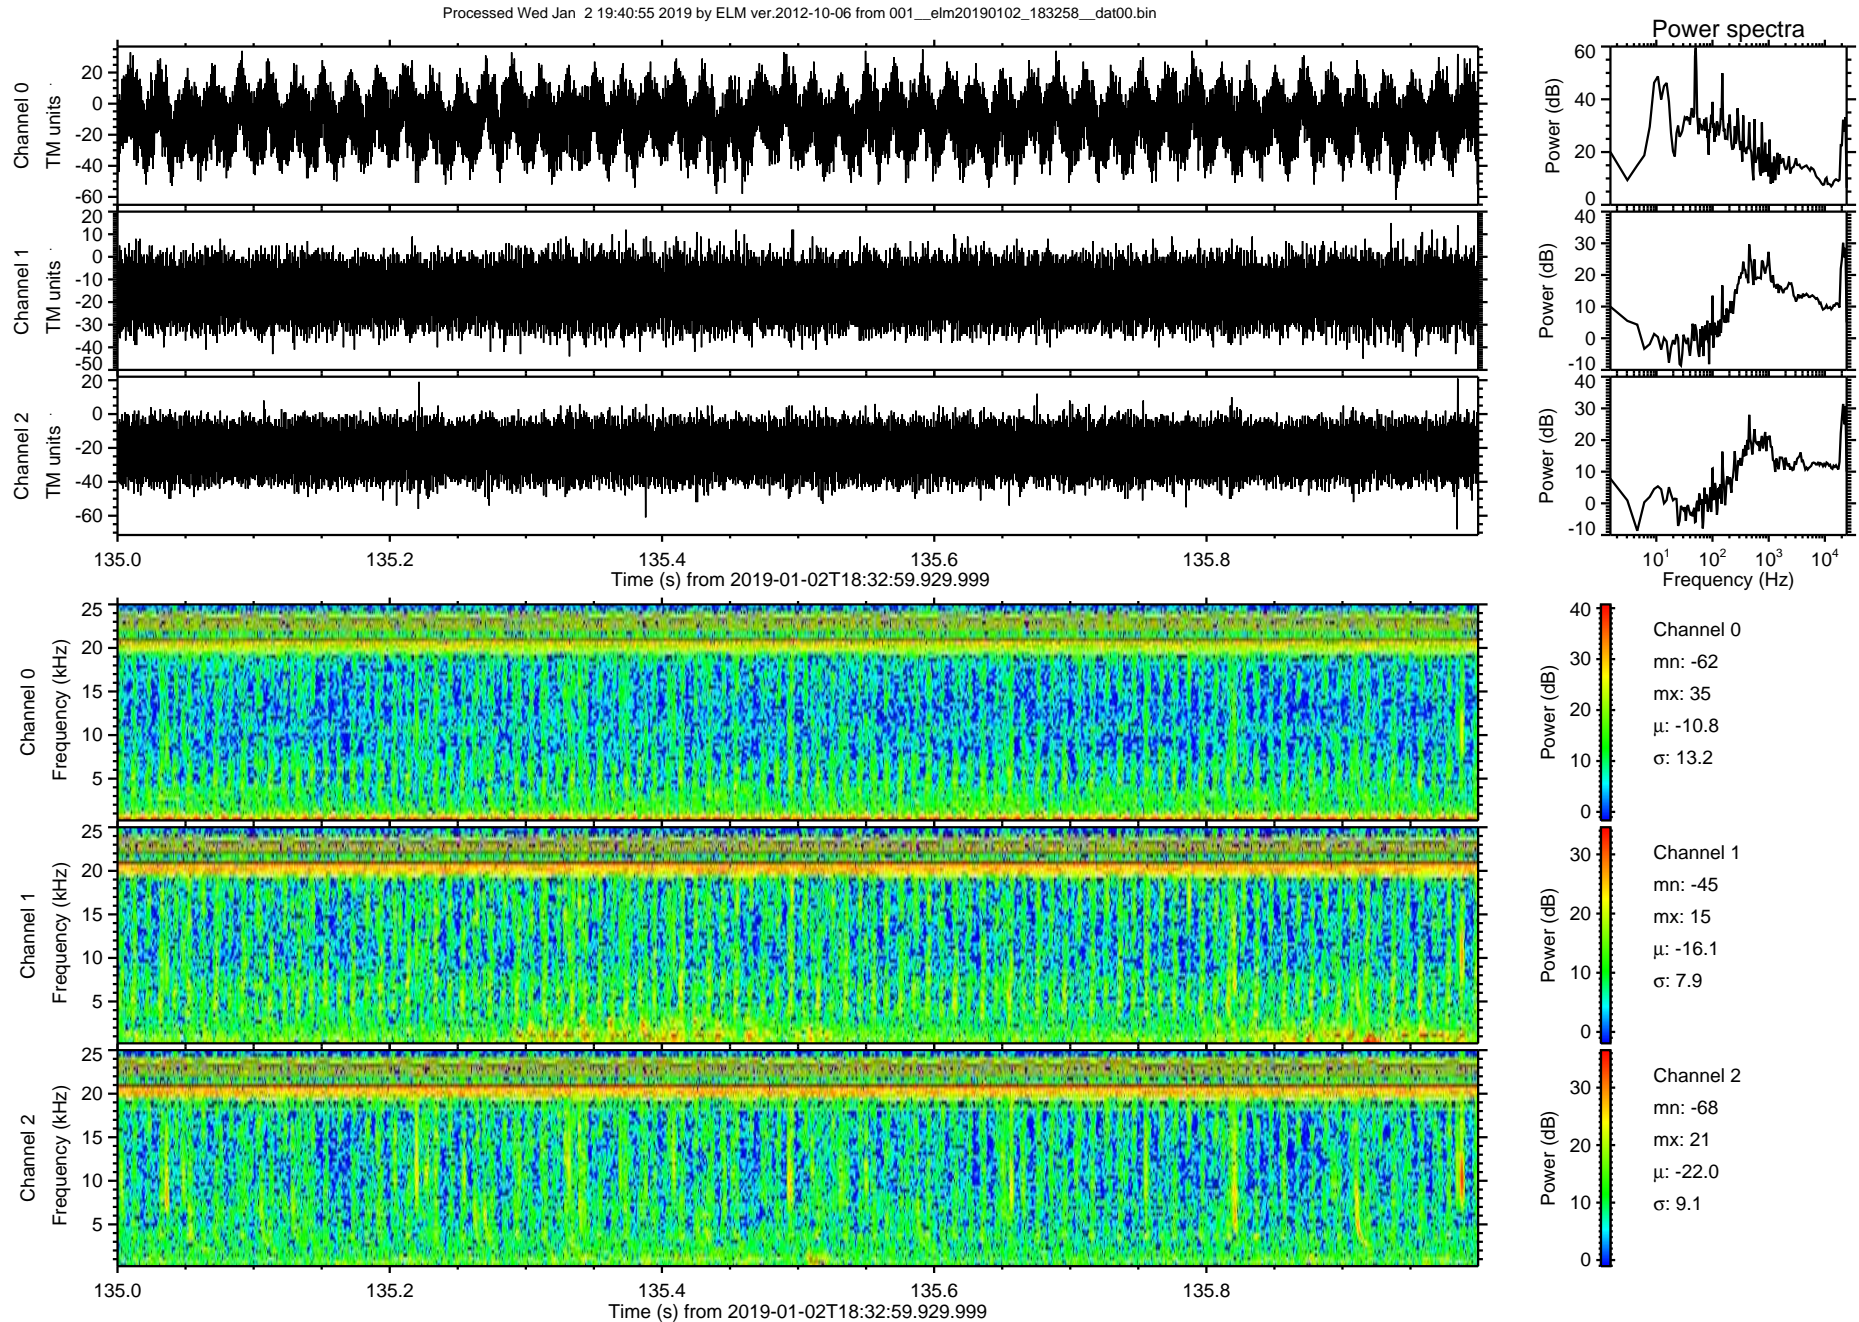 Processed Wed Jan  2 19:40:55 2019 by ELM ver.2012-10-06 from 001__elm20190102_183258__dat00.bin
Power spectra
Channel 0
TM units
20
0
-20
-40
-60
Power (dB)
60
40
20
0
Channel 1
TM units
20
10
0
-10
-20
-30
-40
-50
Power (dB)
40
30
20
10
0
-10
Channel 2
TM units
20
0
-20
-40
-60
Power (dB)
40
30
20
10
0
-10
135.0 135.2 135.4 135.6 135.8
Time (s) from 2019-01-02T18:32:59.929.999
10^1 10^2 10^3 10^4
Frequency (Hz)
Channel 0
Frequency (kHz)
25
20
15
10
5
Power (dB)
40
30
20
10
0
Channel 0
mn: -62
mx: 35
μ: -10.8
σ: 13.2
Channel 1
Frequency (kHz)
25
20
15
10
5
Power (dB)
30
20
10
0
Channel 1
mn: -45
mx: 15
μ: -16.1
σ: 7.9
Channel 2
Frequency (kHz)
25
20
15
10
5
Power (dB)
30
20
10
0
Channel 2
mn: -68
mx: 21
μ: -22.0
σ: 9.1
135.0 135.2 135.4 135.6 135.8
Time (s) from 2019-01-02T18:32:59.929.999